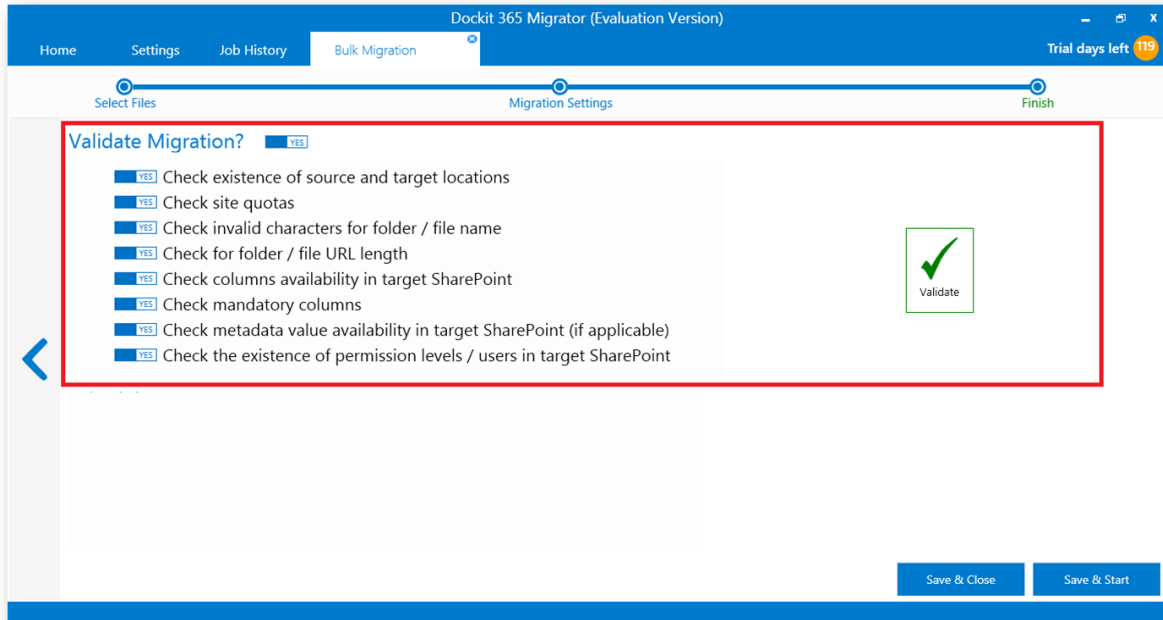 Dockit 365 Migrator (Evaluation Version)
Home Settings Job History Bulk Migration Trial days left 119
Select Files Migration Settings Finish
Validate Migration? YES
YES Check existence of source and target locations
YES Check site quotas
YES Check invalid characters for folder / file name
YES Check for folder / file URL length
YES Check columns availability in target SharePoint
YES Check mandatory columns
YES Check metadata value availability in target SharePoint (if applicable)
YES Check the existence of permission levels / users in target SharePoint
Validate
Save & Close Save & Start